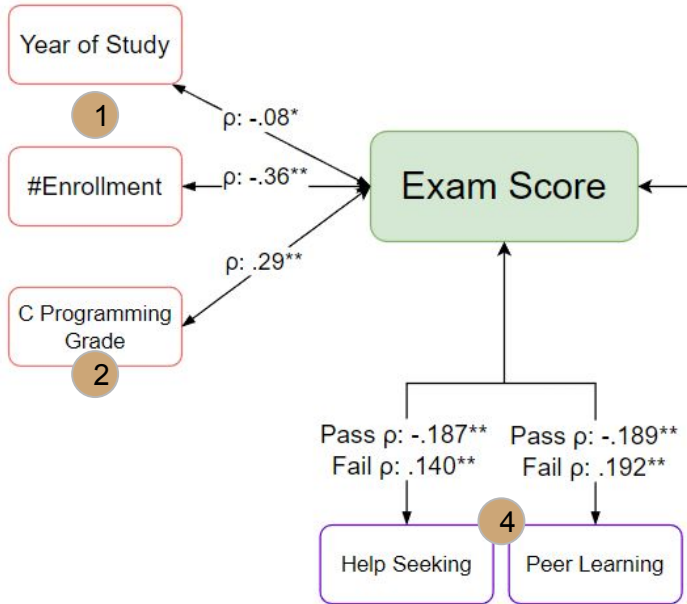 Year of Study
1
ρ: -.08*
#Enrollment
ρ: -.36**
Exam Score
ρ: .29**
C Programming
Grade
2
Pass ρ: -.187**
Fail ρ: .140**
Pass ρ: -.189**
Fail ρ: .192**
4
Help Seeking
Peer Learning